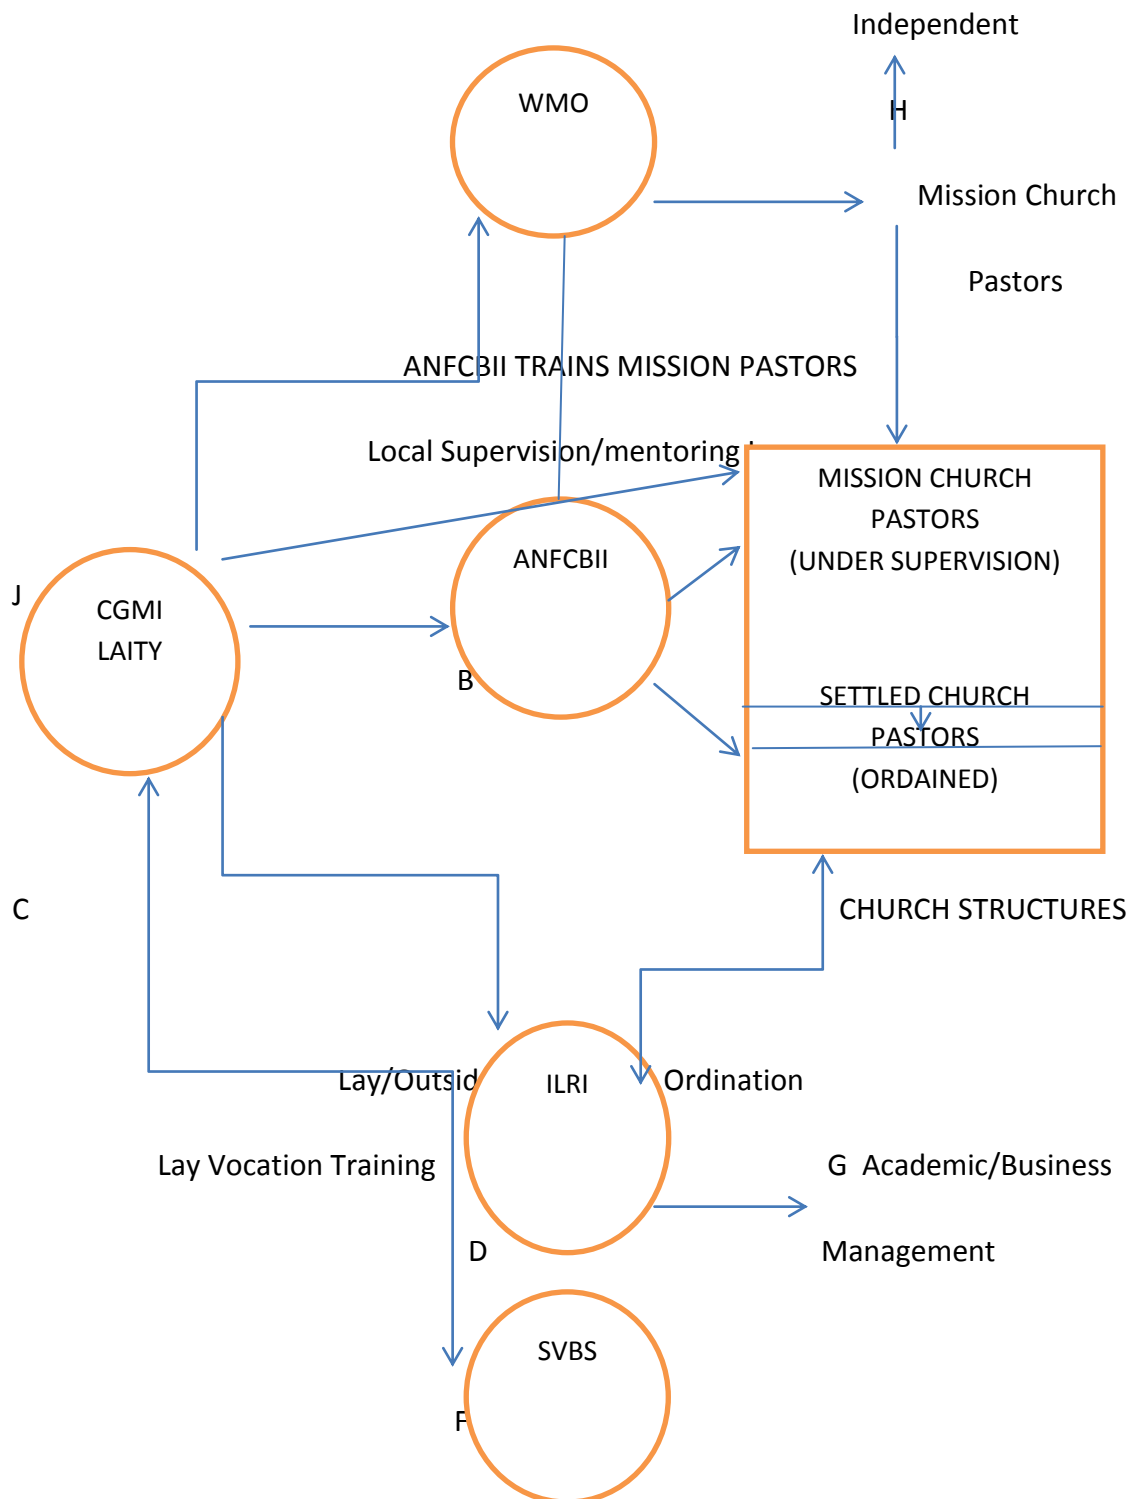 Independent
WMO
H
Mission Church
Pastors
ANFCBII TRAINS MISSION PASTORS
Local Supervision/mentoring
MISSION CHURCH
PASTORS
(UNDER SUPERVISION)
ANFCBII
J
CGMI
LAITY
B
SETTLED CHURCH
PASTORS
(ORDAINED)
C
CHURCH STRUCTURES
Lay/Outsid
ILRI
Ordination
Lay Vocation Training
G Academic/Business
D
Management
SVBS
F